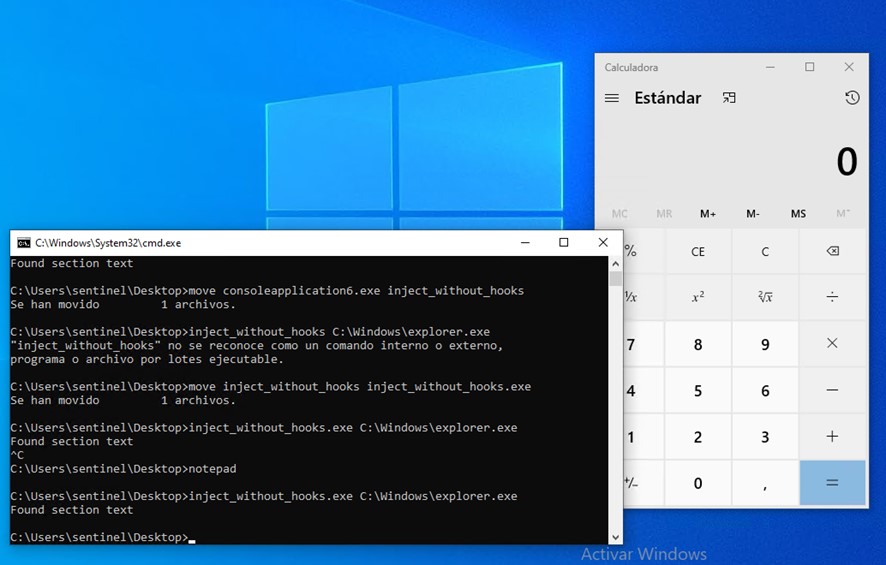 Calculadora
Estándar
0
MC MR M+ M- MS M˅
% CE C
¹/x x² ²√x ÷
7 8 9 ×
4 5 6 −
1 2 3 +
+/− 0 , =
C:\Windows\System32\cmd.exe
Found section text
C:\Users\sentinel\Desktop>move consoleapplication6.exe inject_without_hooks
Se han movido         1 archivos.
C:\Users\sentinel\Desktop>inject_without_hooks C:\Windows\explorer.exe
"inject_without_hooks" no se reconoce como un comando interno o externo,
programa o archivo por lotes ejecutable.
C:\Users\sentinel\Desktop>move inject_without_hooks inject_without_hooks.exe
Se han movido         1 archivos.
C:\Users\sentinel\Desktop>inject_without_hooks.exe C:\Windows\explorer.exe
Found section text
^C
C:\Users\sentinel\Desktop>notepad
C:\Users\sentinel\Desktop>inject_without_hooks.exe C:\Windows\explorer.exe
Found section text
C:\Users\sentinel\Desktop>
Activar Windows